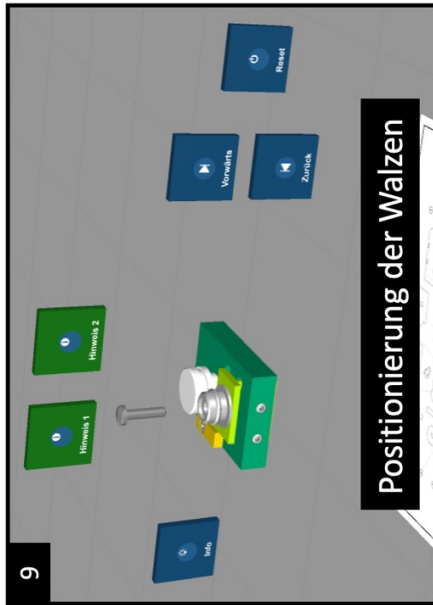 9
Hinweis 1
Hinweis 2
Info
Vorwärts
Zurück
Reset
Positionierung der Walzen